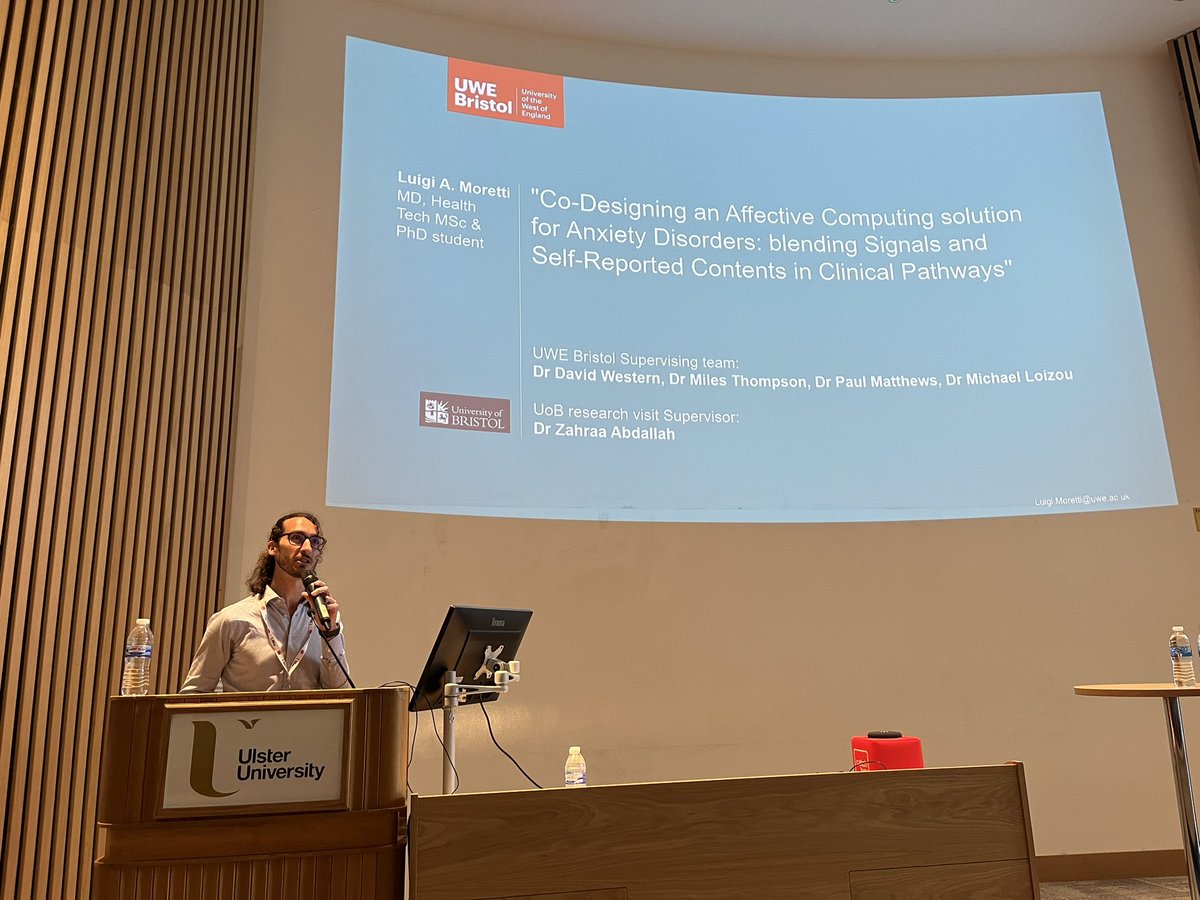 UWE
Bristol
University
of the
West of
England
Luigi A. Moretti
MD, Health
Tech MSc &
PhD student
"Co-Designing an Affective Computing solution
for Anxiety Disorders: blending Signals and
Self-Reported Contents in Clinical Pathways"
UWE Bristol Supervising team:
Dr David Western, Dr Miles Thompson, Dr Paul Matthews, Dr Michael Loizou
UoB research visit Supervisor:
Dr Zahraa Abdallah
University of
BRISTOL
Luigi.Moretti@uwe.ac.uk
iiyama
Ulster
University